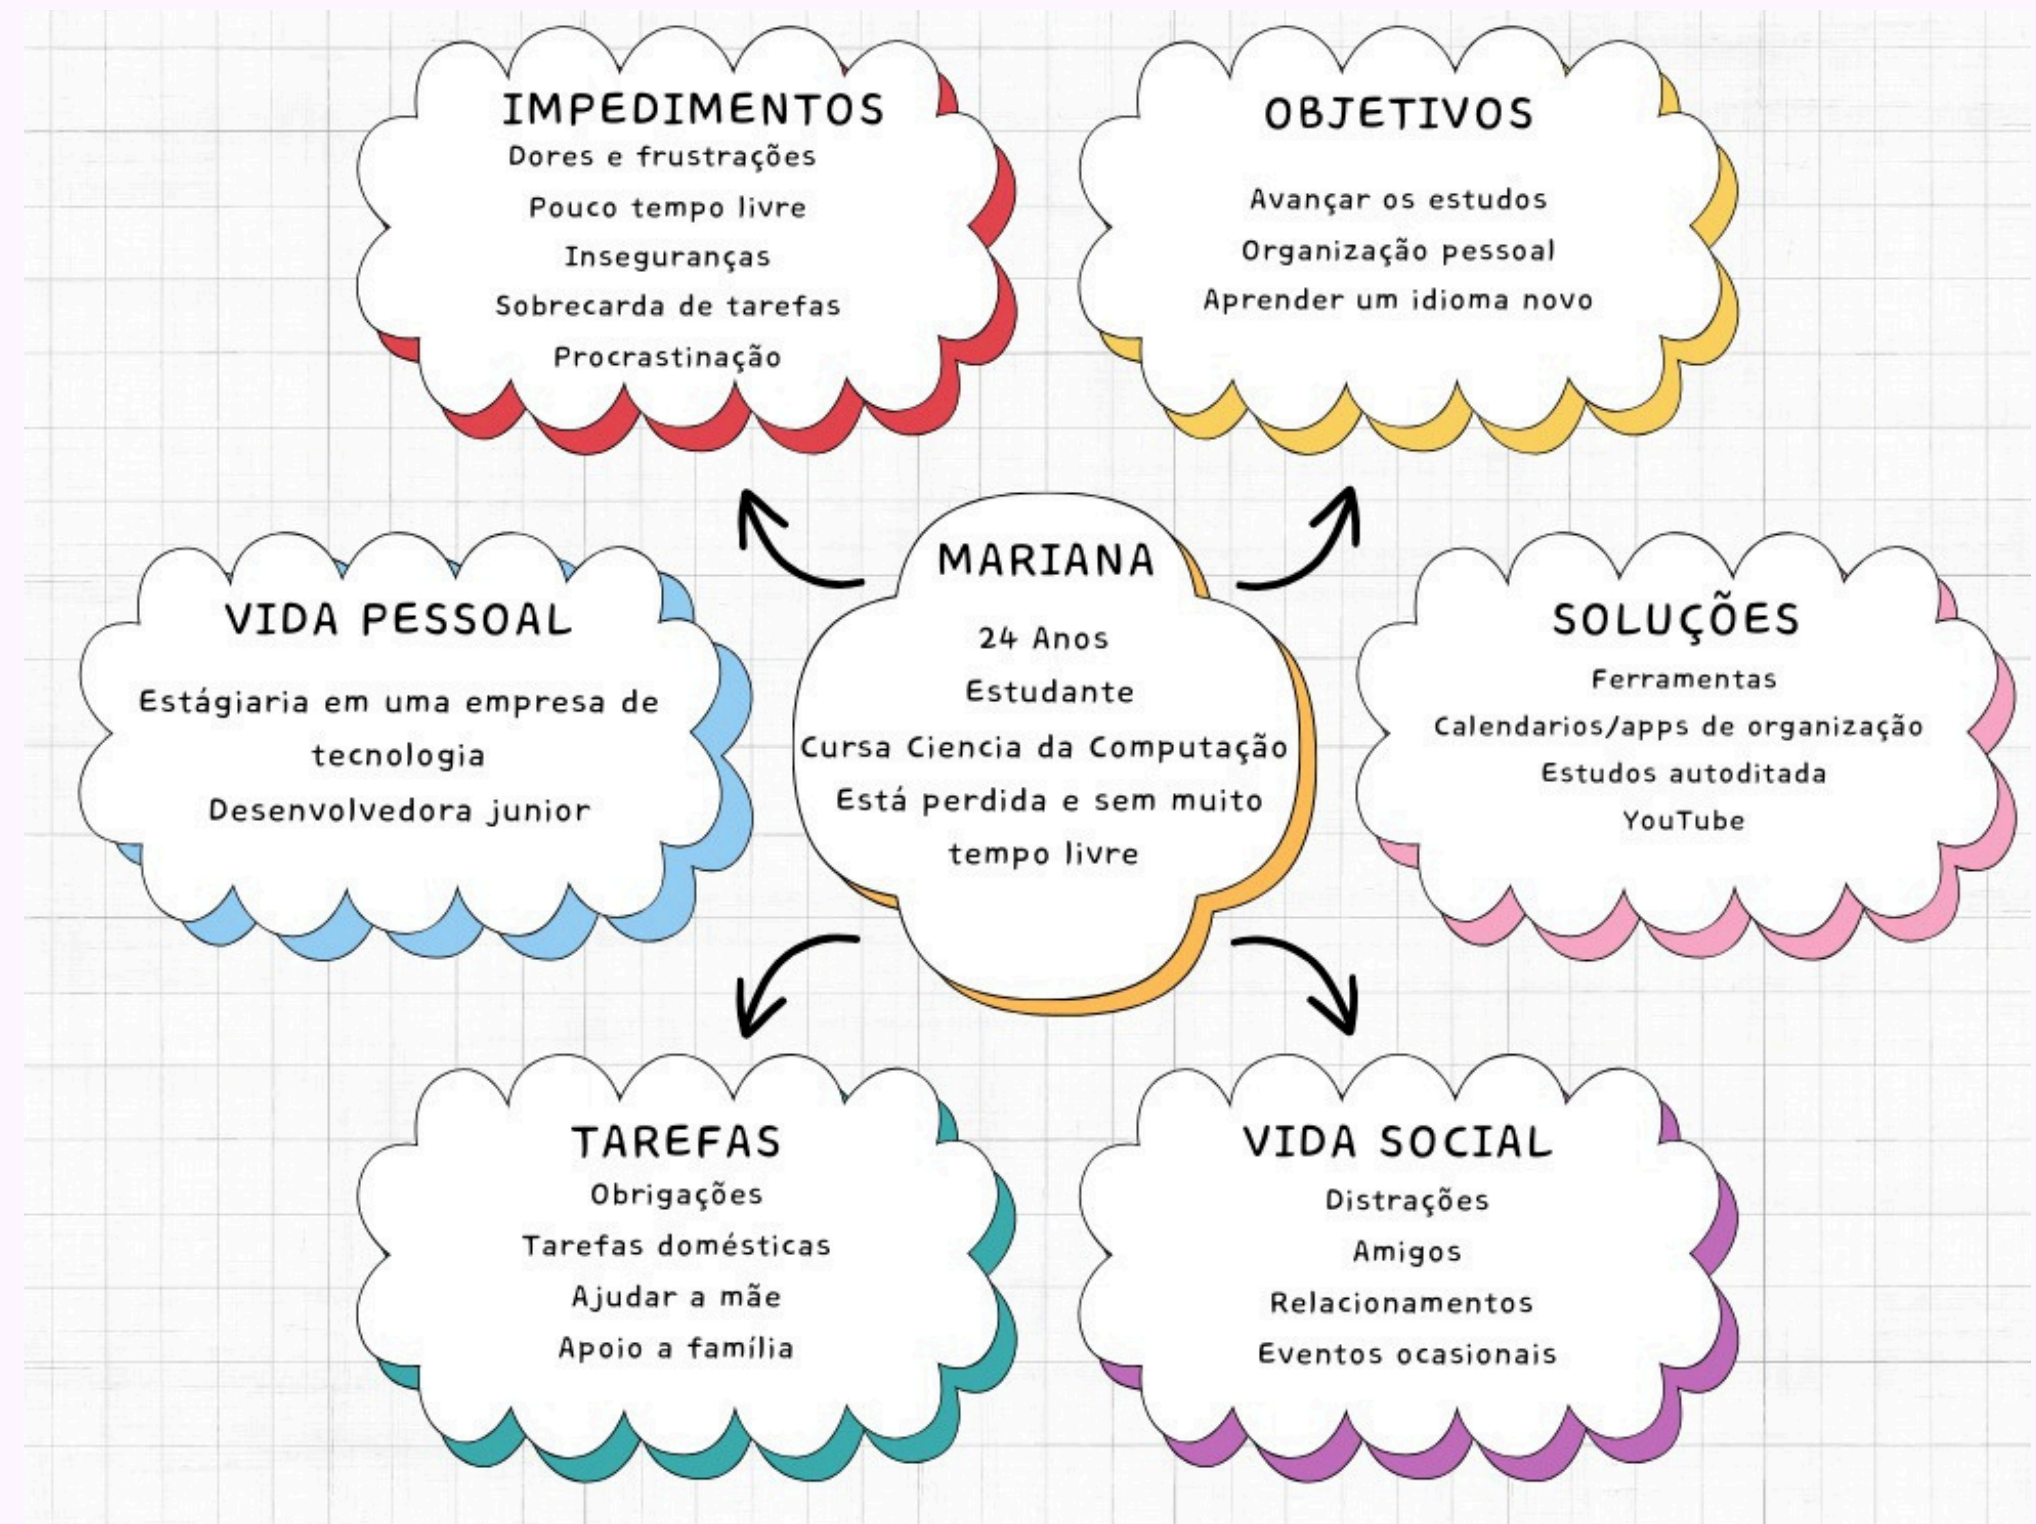 IMPEDIMENTOS
Dores e frustrações
Pouco tempo livre
Inseguranças
Sobrecarda de tarefas
Procrastinação
OBJETIVOS
Avançar os estudos
Organização pessoal
Aprender um idioma novo
VIDA PESSOAL
Estágiaria em uma empresa de
tecnologia
Desenvolvedora junior
MARIANA
24 Anos
Estudante
Cursa Ciencia da Computação
Está perdida e sem muito
tempo livre
SOLUÇÕES
Ferramentas
Calendarios/apps de organização
Estudos autoditada
YouTube
TAREFAS
Obrigações
Tarefas domésticas
Ajudar a mãe
Apoio a família
VIDA SOCIAL
Distrações
Amigos
Relacionamentos
Eventos ocasionais